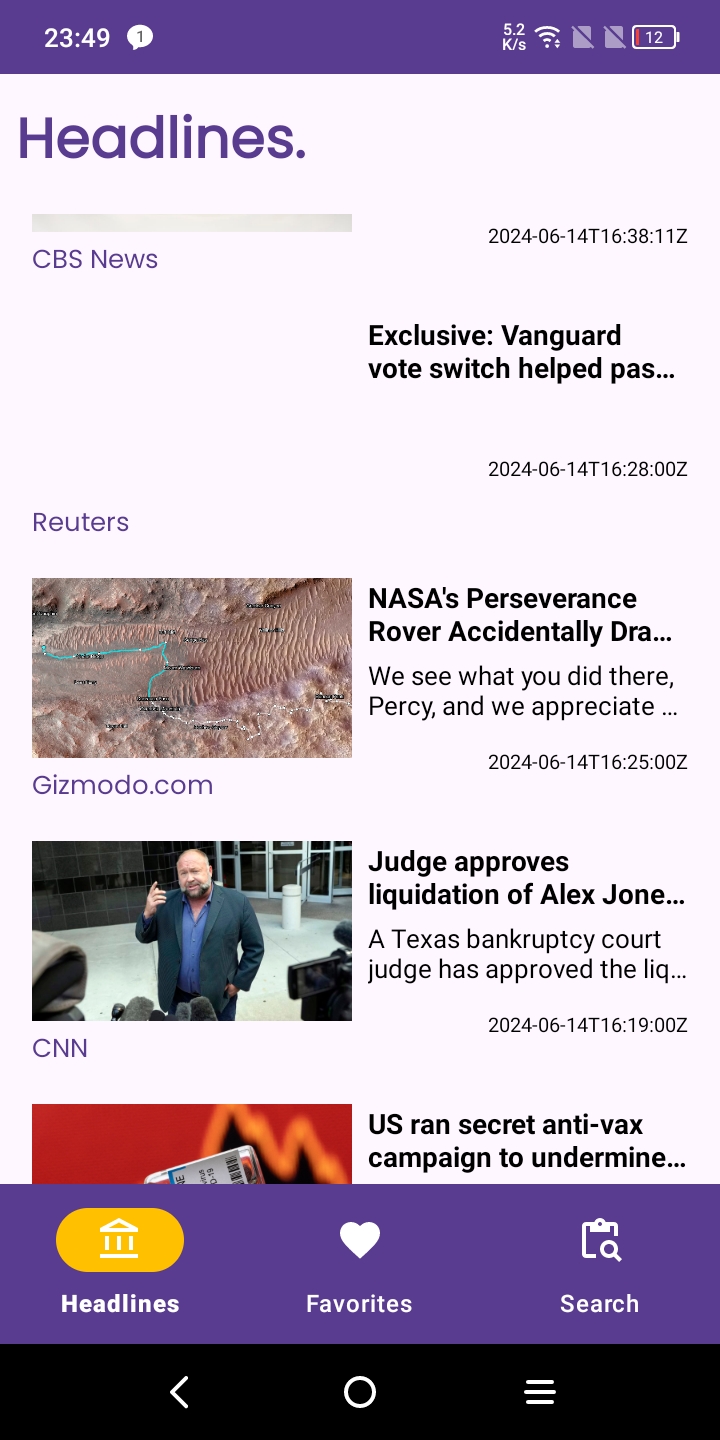 23:49
1
5.2
K/s
12
Headlines.
2024-06-14T16:38:11Z
CBS News
Exclusive: Vanguard
vote switch helped pas…
2024-06-14T16:28:00Z
Reuters
NASA's Perseverance
Rover Accidentally Dra…
We see what you did there,
Percy, and we appreciate …
2024-06-14T16:25:00Z
Gizmodo.com
Judge approves
liquidation of Alex Jone…
A Texas bankruptcy court
judge has approved the liq…
2024-06-14T16:19:00Z
CNN
US ran secret anti-vax
campaign to undermine…
Headlines
Favorites
Search